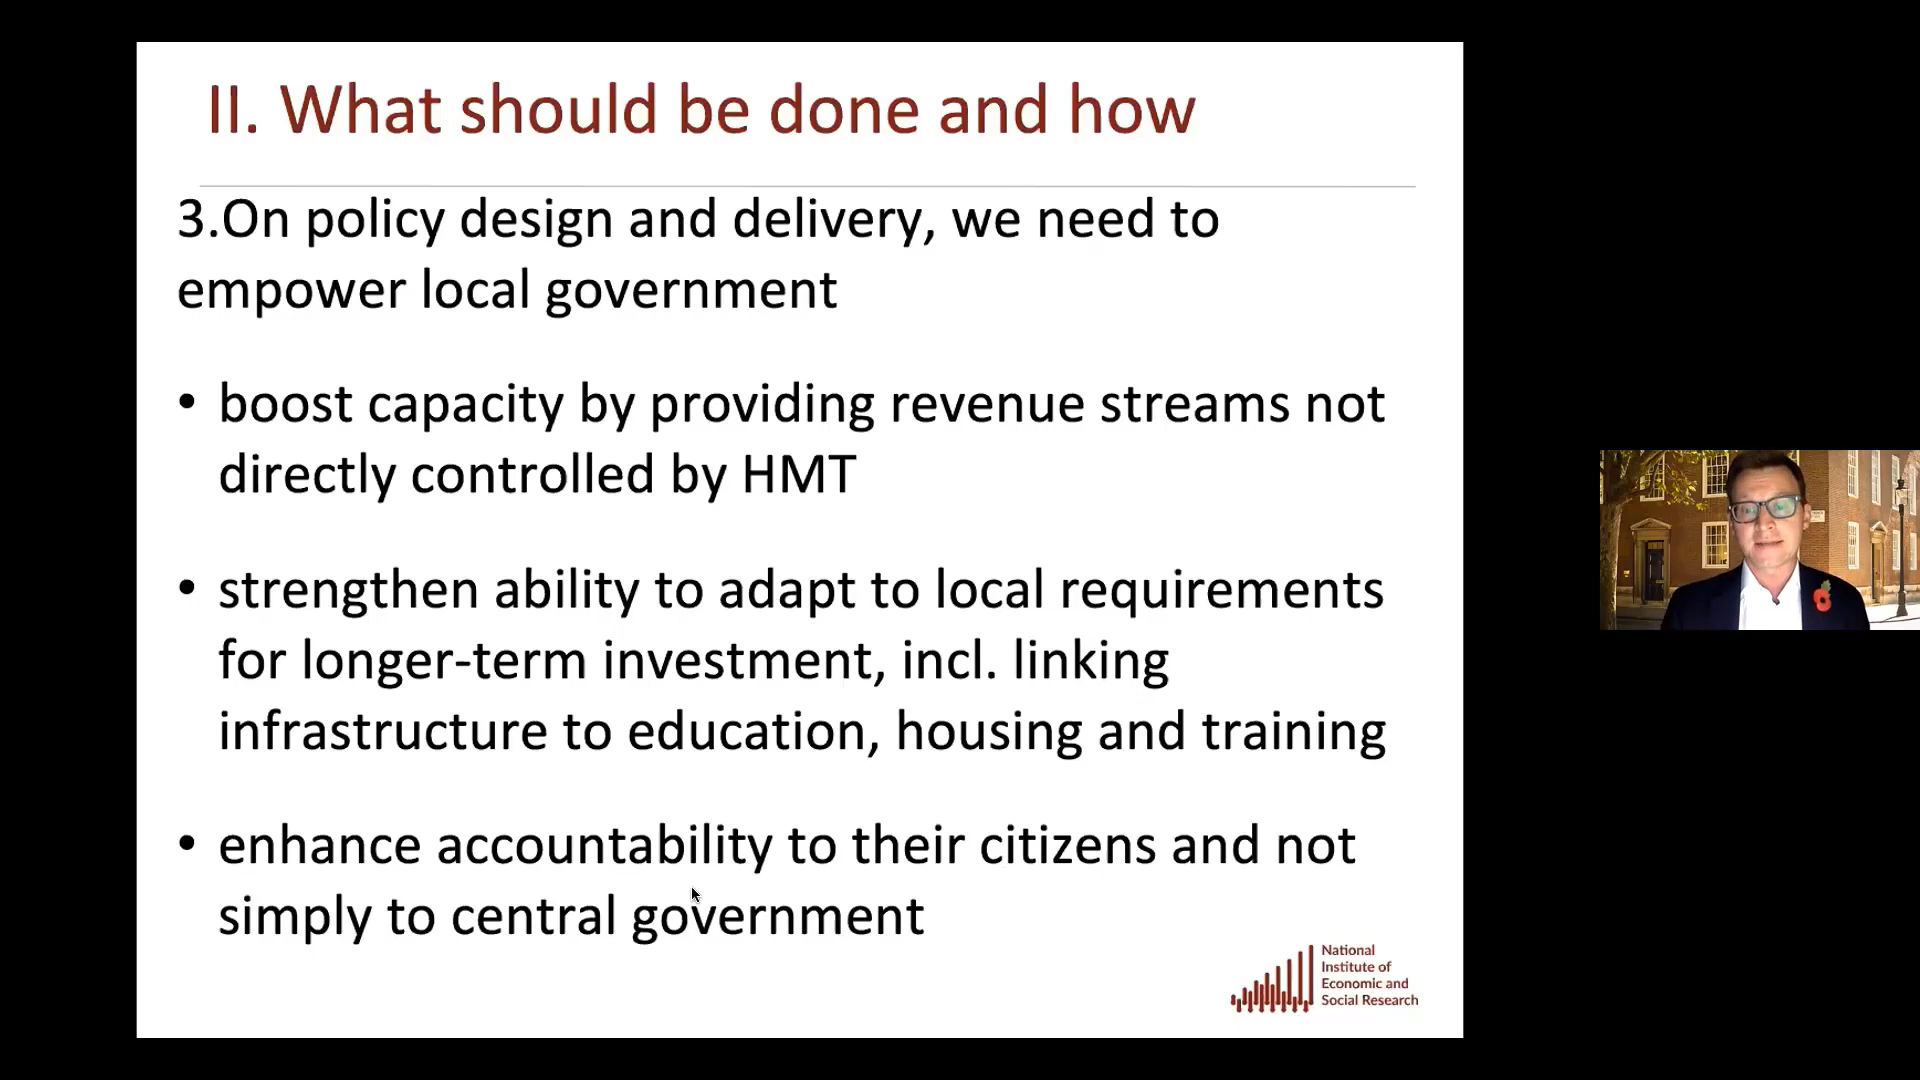 II. What should be done and how
3.On policy design and delivery, we need to
empower local government
• boost capacity by providing revenue streams not
directly controlled by HMT
• strengthen ability to adapt to local requirements
for longer-term investment, incl. linking
infrastructure to education, housing and training
• enhance accountability to their citizens and not
simply to central government
National
Institute of
Economic and
Social Research